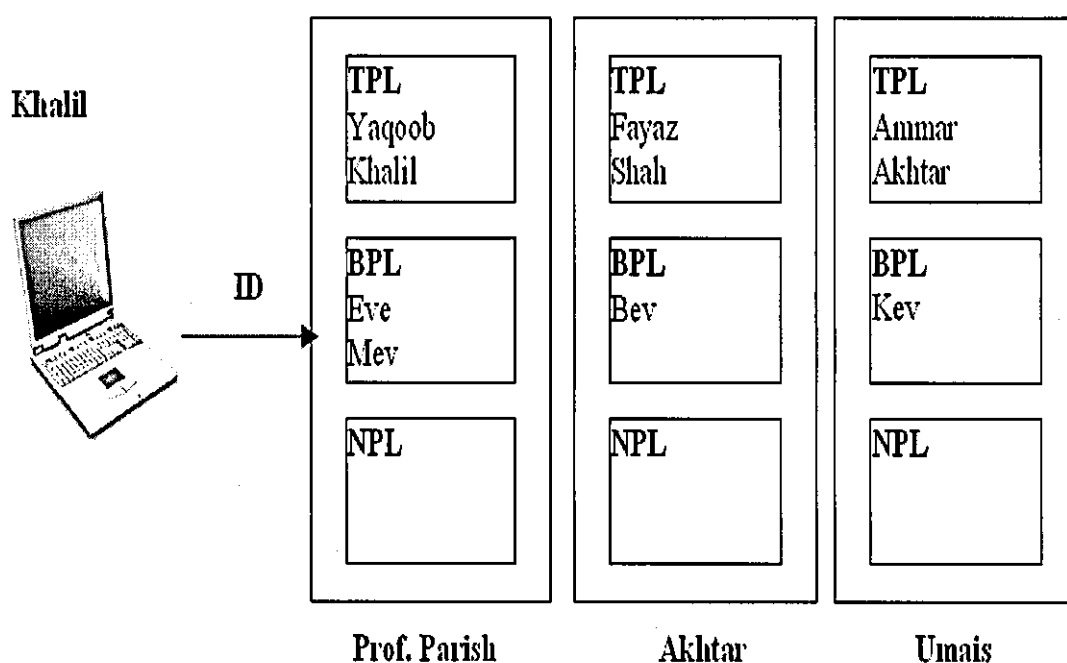 Khalil
ID
TPL
Yaqoob
Khalil
BPL
Eve
Mev
NPL
Prof. Parish
TPL
Fayaz
Shah
BPL
Bev
NPL
Akhtar
TPL
Ammar
Akhtar
BPL
Kev
NPL
Umais